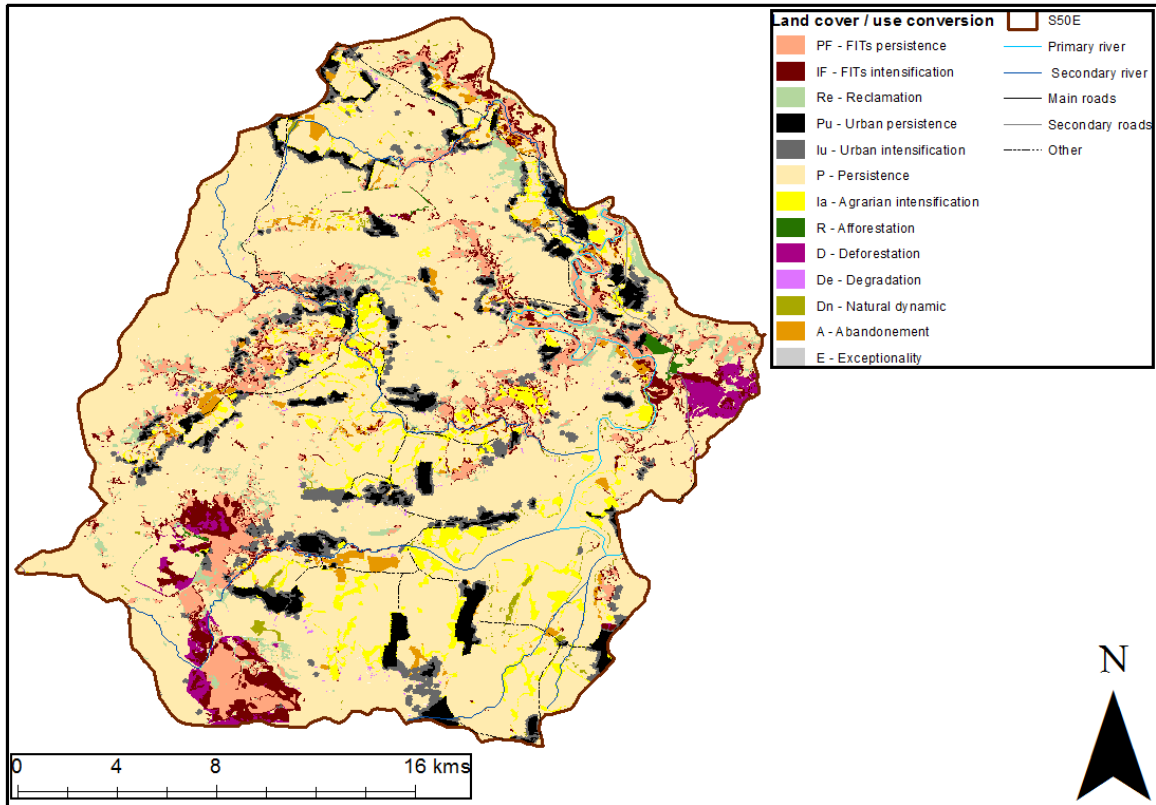 Land cover / use conversion
PF - FITs persistence
IF - FITs intensification
Re - Reclamation
Pu - Urban persistence
Iu - Urban intensification
P - Persistence
Ia - Agrarian intensification
R - Afforestation
D - Deforestation
De - Degradation
Dn - Natural dynamic
A - Abandonement
E - Exceptionality
S50E
Primary river
Secondary river
Main roads
Secondary roads
Other
N
0 4 8 16 kms